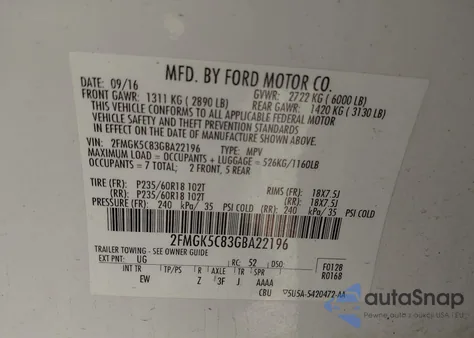 MFD. BY FORD MOTOR CO.
DATE: 09/16 GVWR: 2722 KG ( 6000 LB)
FRONT GAWR: 1311 KG ( 2890 LB) REAR GAWR: 1420 KG ( 3130 LB)
THIS VEHICLE CONFORMS TO ALL APPLICABLE FEDERAL MOTOR
VEHICLE SAFETY AND THEFT PREVENTION STANDARDS
IN EFFECT ON THE DATE OF MANUFACTURE SHOWN ABOVE.
VIN: 2FMGK5C83GBA22196 TYPE: MPV
MAXIMUM LOAD = OCCUPANTS + LUGGAGE = 526KG/1160LB
OCCUPANTS = 7 TOTAL; 2 FRONT, 5 REAR
TIRE (FR): P235/60R18 102T RIMS (FR): 18X7.5J
(RR): P235/60R18 102T (RR): 18X7.5J
PRESSURE (FR): 240 kPa/ 35 PSI COLD (RR): 240 kPa/ 35 PSI COLD
2FMGK5C83GBA22196
TRAILER TOWING - SEE OWNER GUIDE
EXT PNT: UG RC: 52 DSO: F0128
R0168
INT TR TP/PS R AXLE TR SPR
EW Z 3F J AAAA
CBU
autoSnap
Pewne auto z aukcji USA i EU